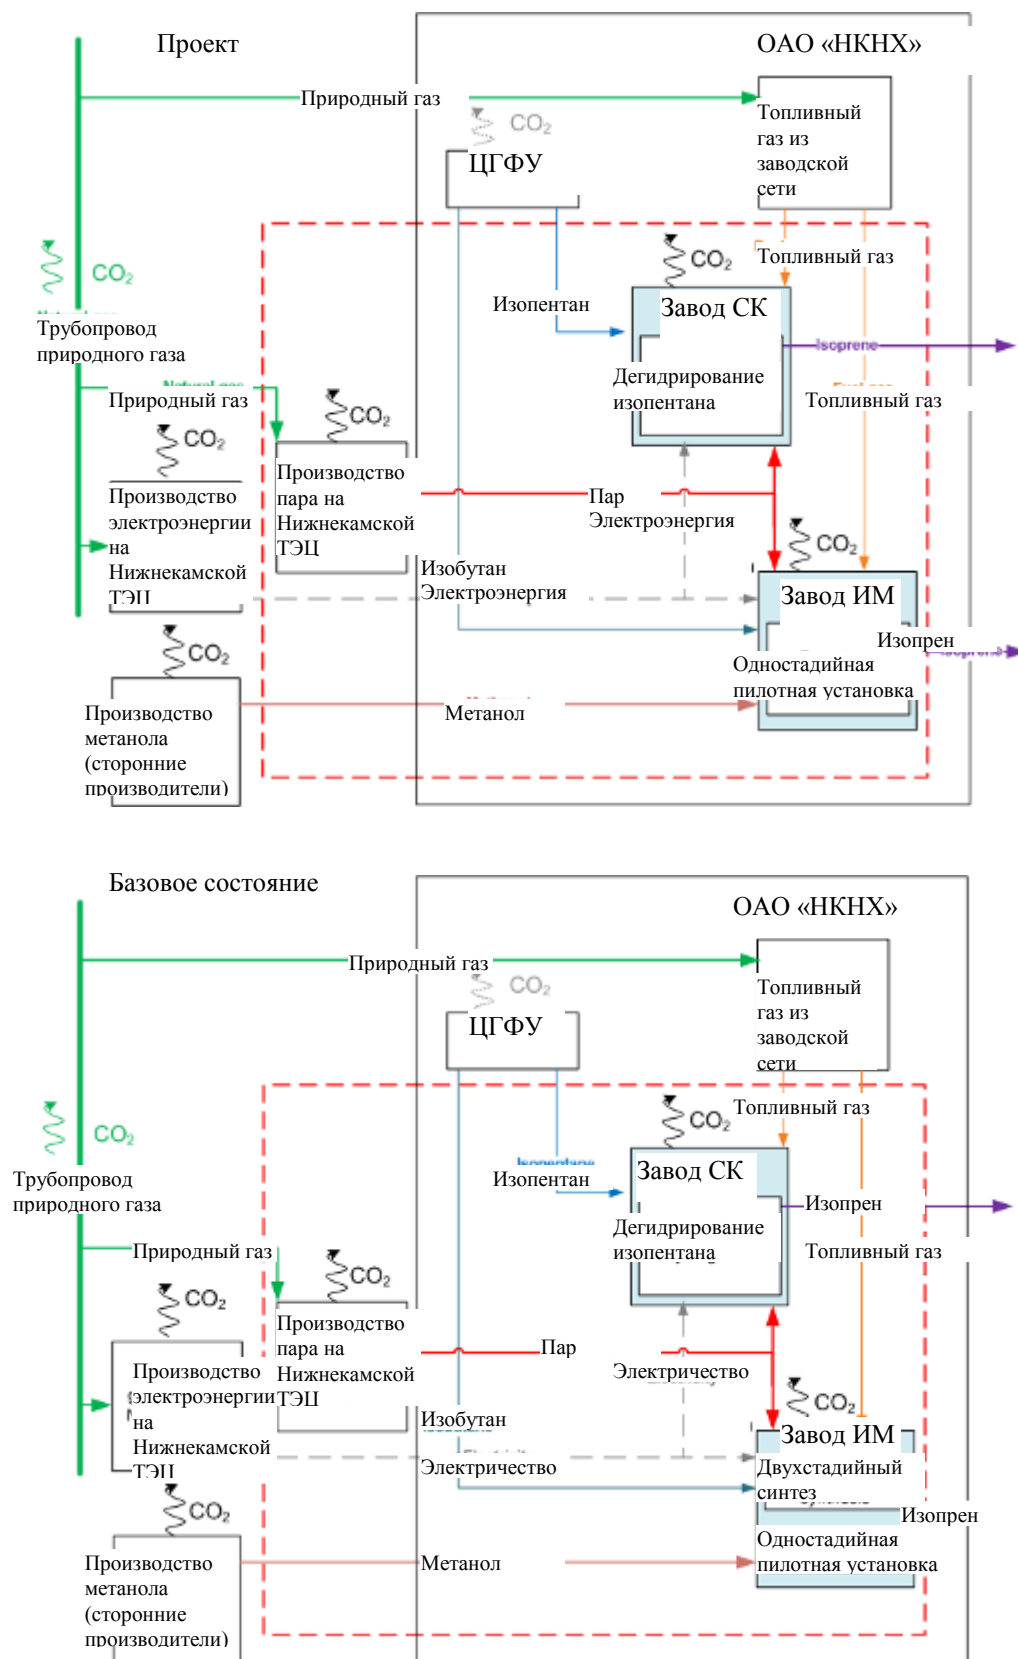 Проект
ОАО «НКНХ»
Природный газ
CO₂
ЦГФУ
Топливный
газ из
заводской
сети
CO₂
Трубопровод
природного газа
CO₂
Топливный газ
Изопентан
Завод СК
Isoprene
Дегидрирование
изопентана
Топливный газ
Природный газ
CO₂
CO₂
Производство
электроэнергии
на
Нижнекамской
ТЭЦ
Производство
пара на
Нижнекамской
ТЭЦ
Пар
Электроэнергия
CO₂
Изобутан
Электроэнергия
Завод ИМ
Изопрен
Isoprene
Одностадийная
пилотная установка
CO₂
Производство
метанола
(сторонние
производители)
Метанол
Базовое состояние
ОАО «НКНХ»
Природный газ
CO₂
ЦГФУ
Топливный
газ из
заводской
сети
CO₂
Трубопровод
природного газа
CO₂
Топливный газ
Isopentane
Изопентан
Завод СК
Изопрен
Дегидрирование
изопентана
Топливный газ
Природный газ
CO₂
CO₂
Производство
электроэнергии
на
Нижнекамской
ТЭЦ
Производство
пара на
Нижнекамской
ТЭЦ
Пар
Электричество
CO₂
Изобутан
Электричество
Завод ИМ
Двухстадийный
синтез
Изопрен
Одностадийная
пилотная установка
CO₂
Производство
метанола
(сторонние
производители)
Метанол